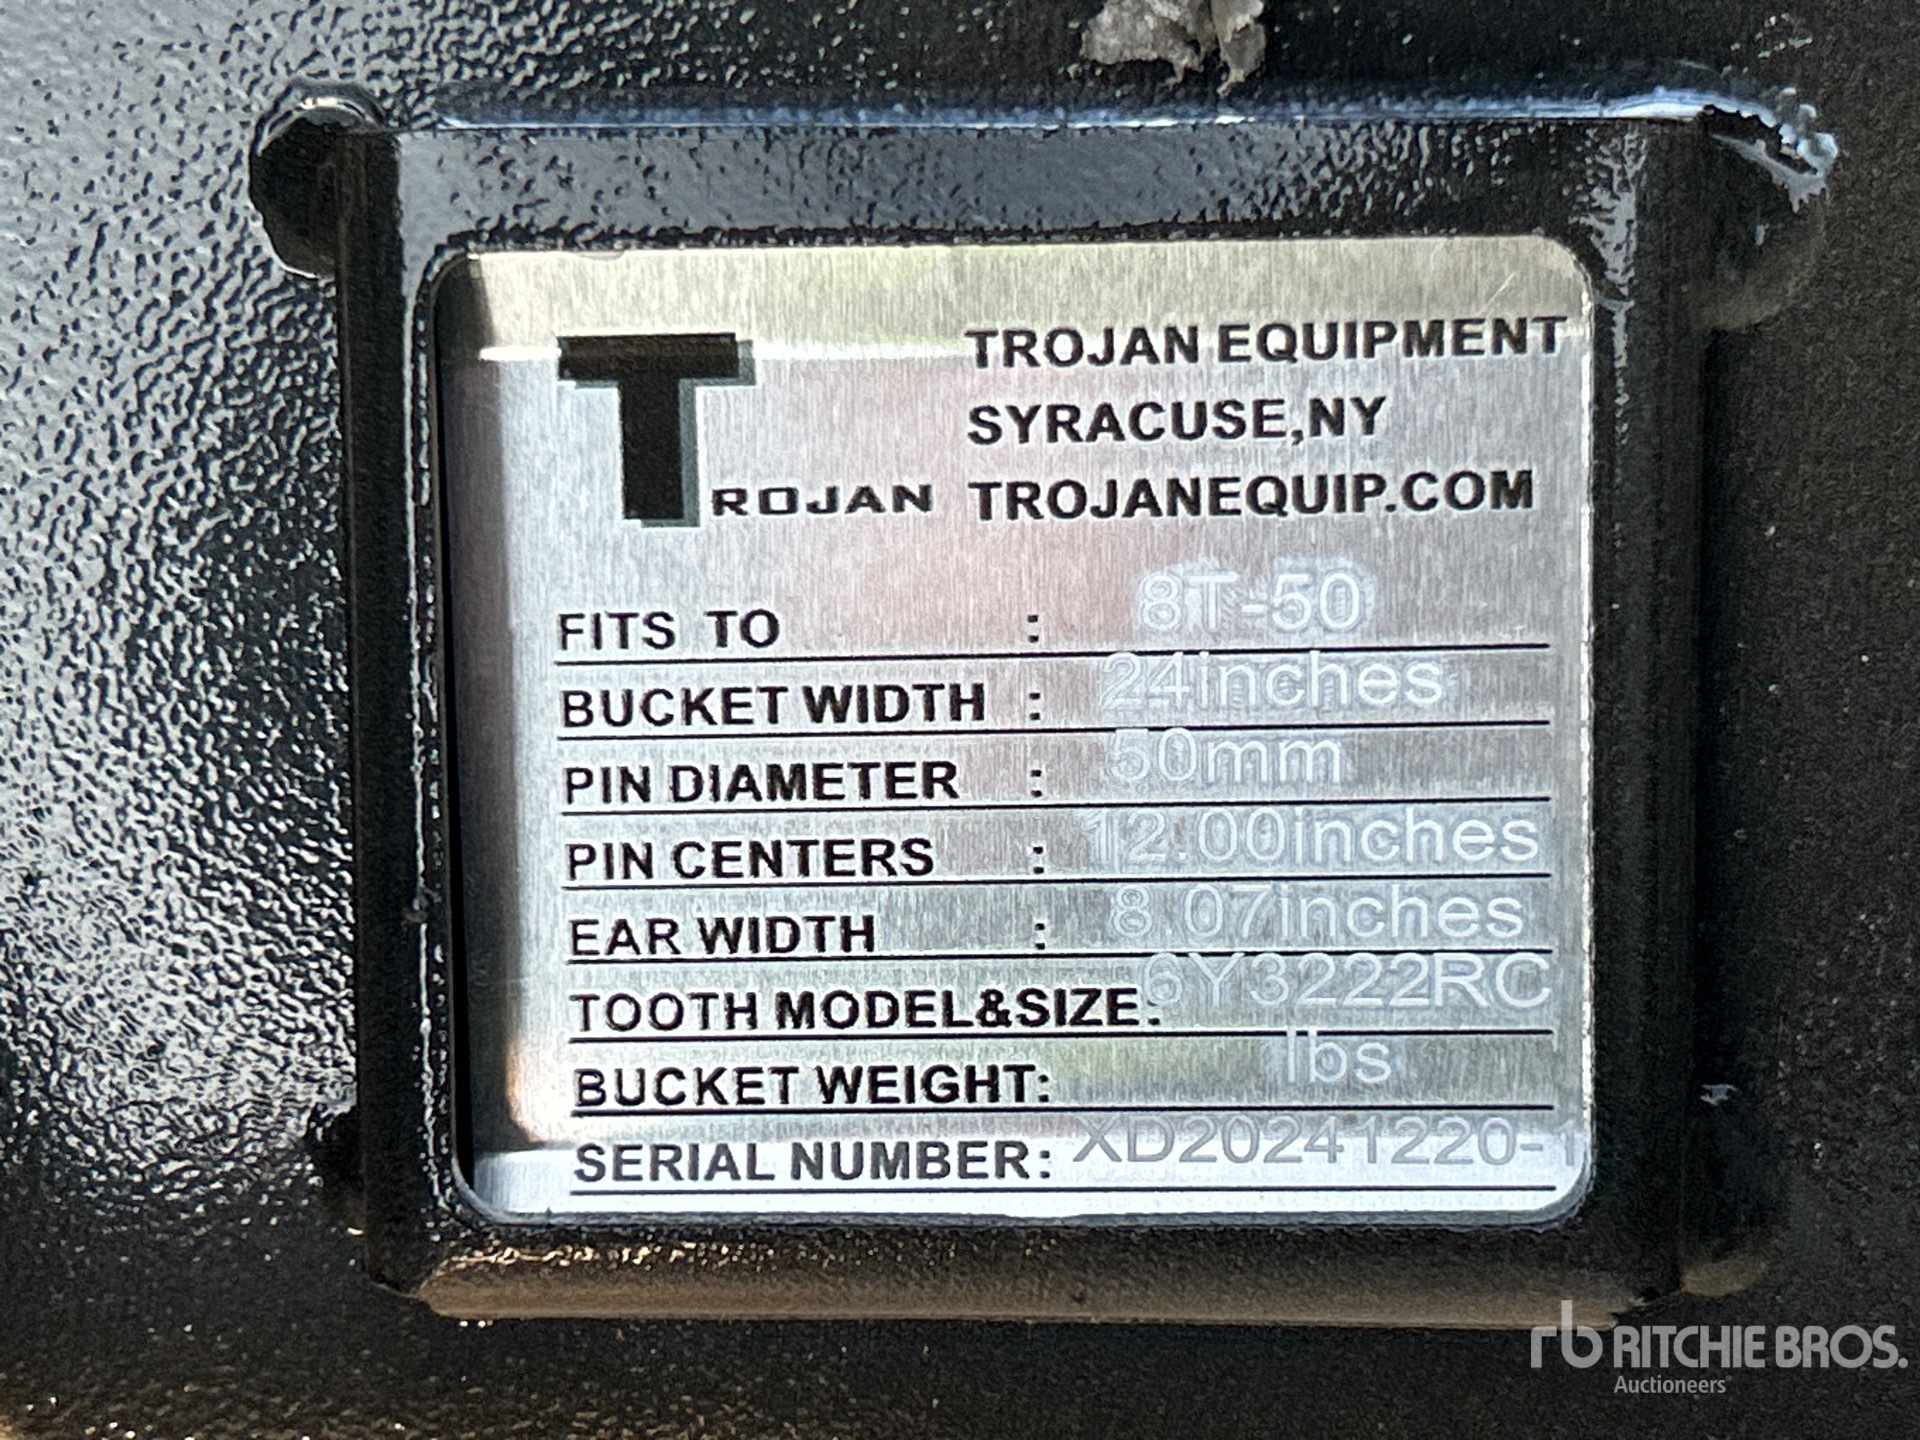 TROJAN
TROJAN EQUIPMENT
SYRACUSE,NY
TROJANEQUIP.COM
FITS TO : 8T-50
BUCKET WIDTH : 24inches
PIN DIAMETER : 50mm
PIN CENTERS : 12.00inches
EAR WIDTH : 8.07inches
TOOTH MODEL&SIZE: 6Y3222RC
BUCKET WEIGHT: lbs
SERIAL NUMBER: XD20241220-1
rb RITCHIE BROS.
Auctioneers